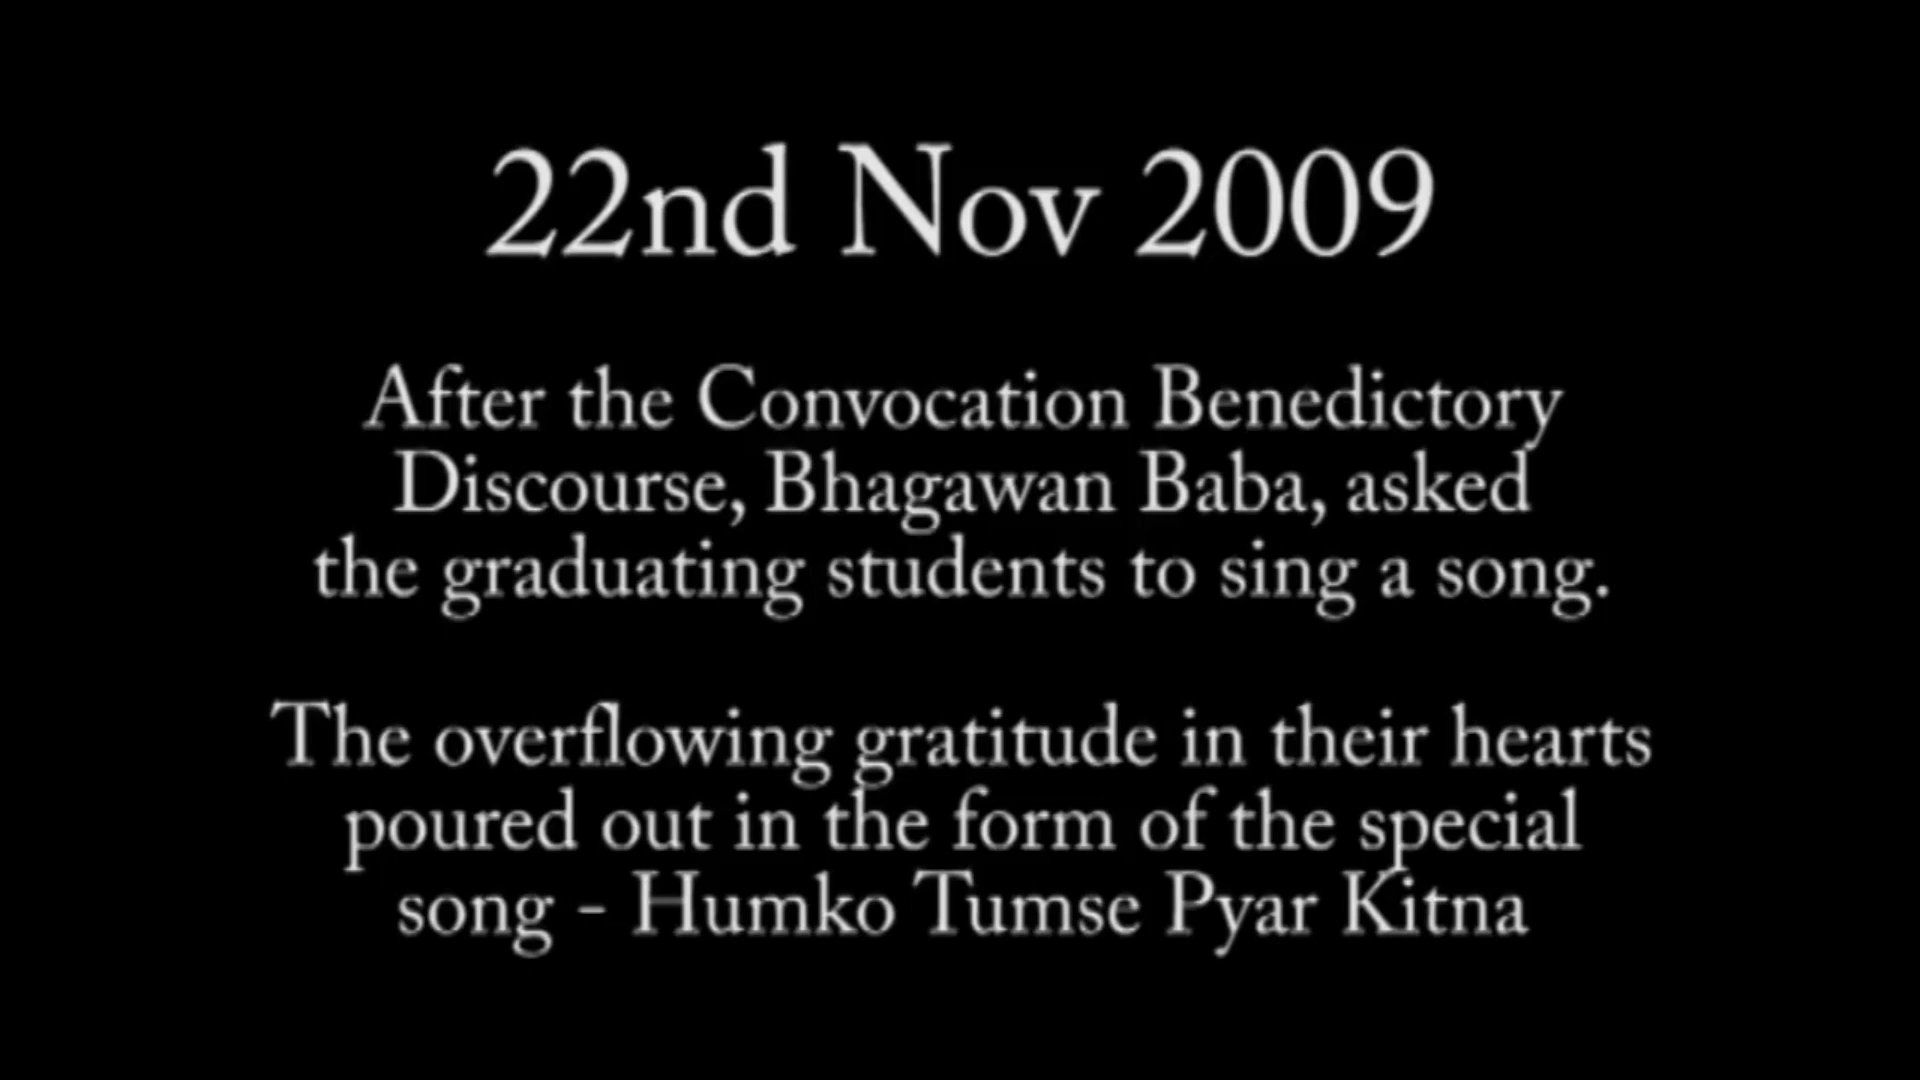 22nd Nov 2009
After the Convocation Benedictory
Discourse, Bhagawan Baba, asked
the graduating students to sing a song.
The overflowing gratitude in their hearts
poured out in the form of the special
song - Humko Tumse Pyar Kitna